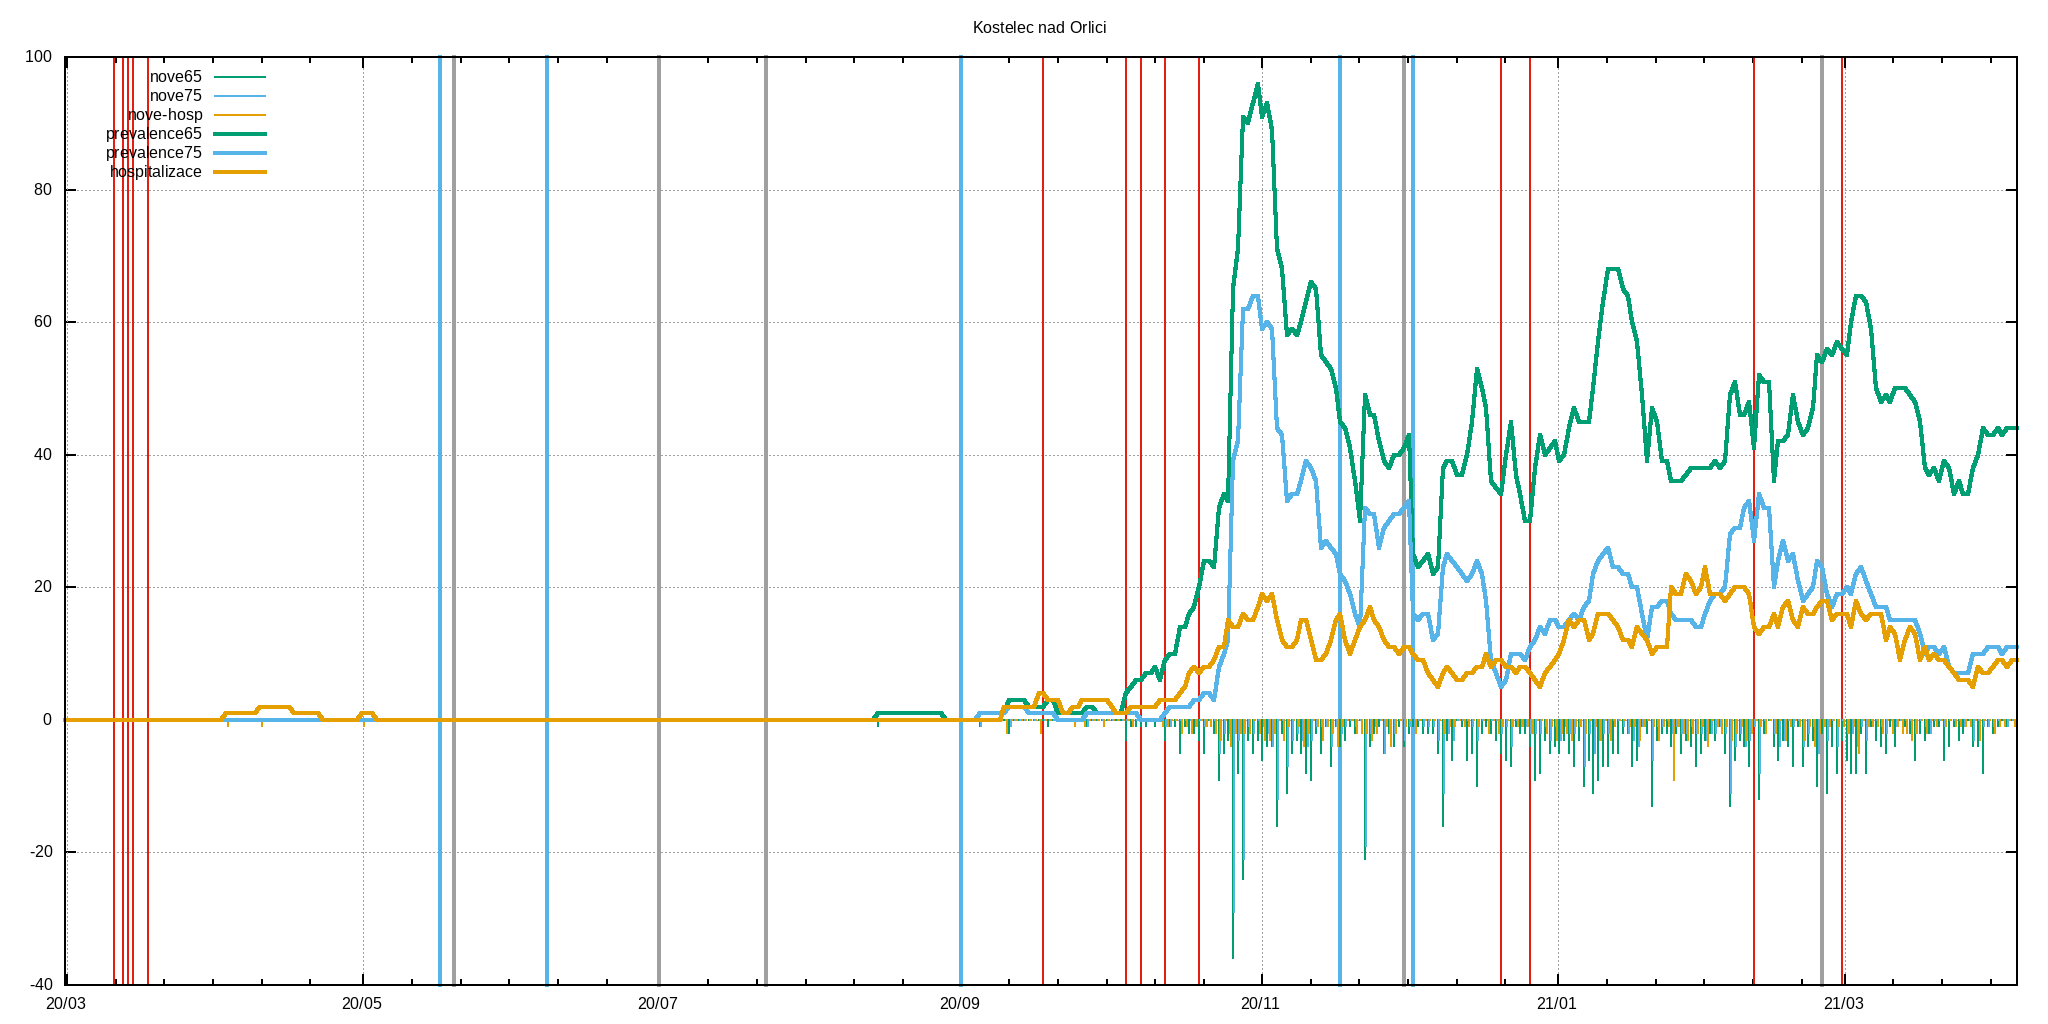 Kostelec nad Orlici
100
nove65
nove75
nove-hosp
prevalence65
prevalence75
hospitalizace
80
60
40
20
0
-20
-40
20/03 20/05 20/07 20/09 20/11 21/01 21/03